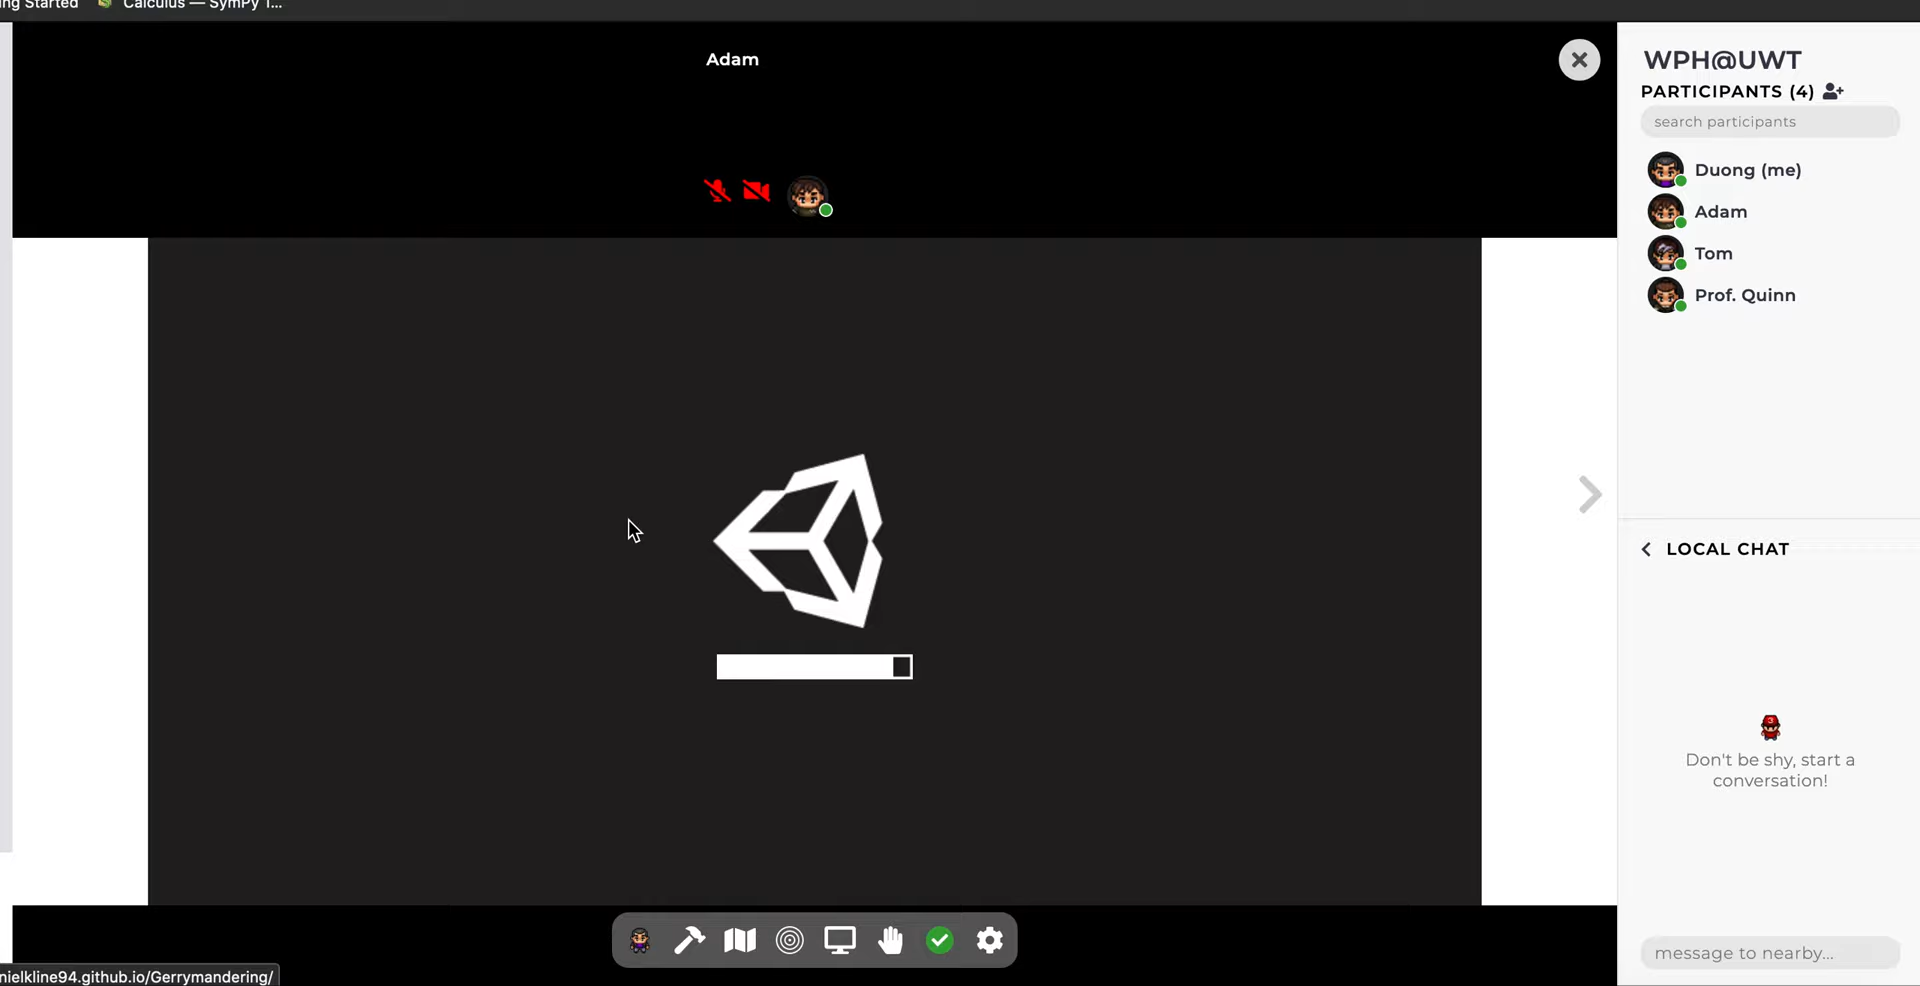 ng Started
Calculus — SymPy T...
Adam
WPH@UWT
PARTICIPANTS (4)
search participants
Duong (me)
Adam
Tom
Prof. Quinn
LOCAL CHAT
3
Don't be shy, start a
conversation!
message to nearby...
nielkline94.github.io/Gerrymandering/